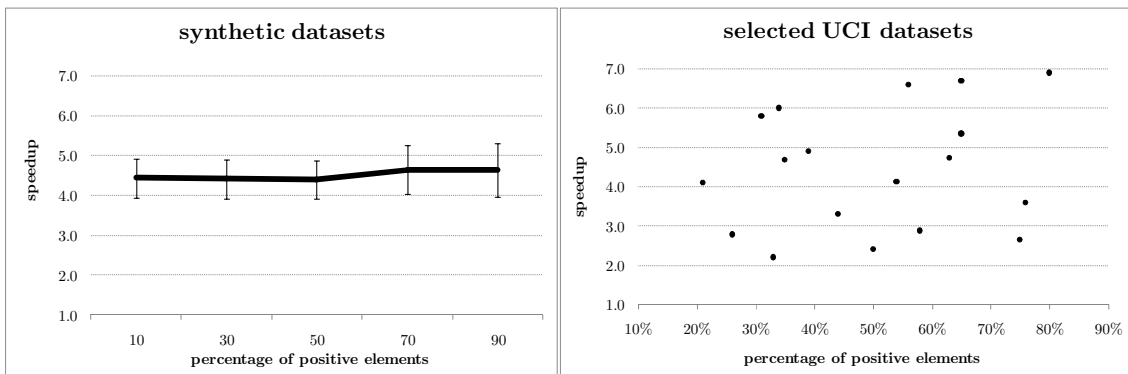 synthetic datasets
7.0
6.0
5.0
4.0
3.0
2.0
1.0
speedup
10 30 50 70 90
percentage of positive elements
selected UCI datasets
7.0
6.0
5.0
4.0
3.0
2.0
1.0
speedup
10% 20% 30% 40% 50% 60% 70% 80% 90%
percentage of positive elements